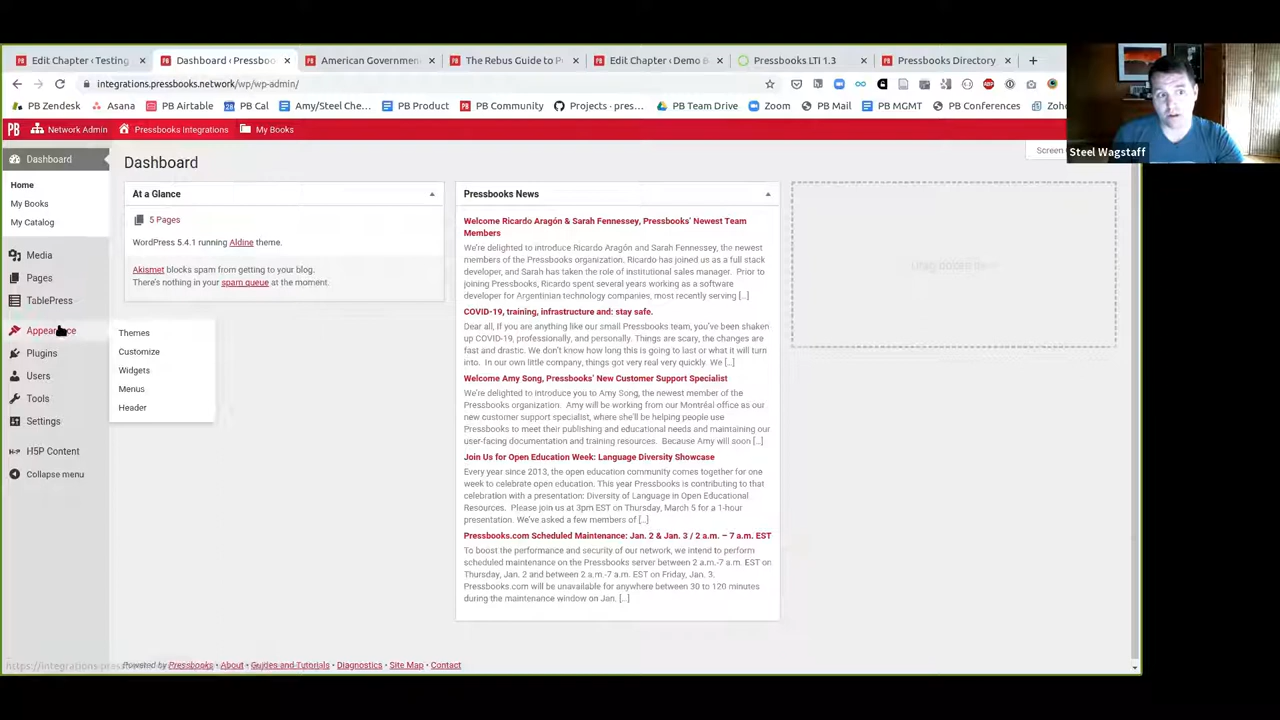 Edit Chapter ‹ Testing
Dashboard ‹ Pressboo
American Governmen
The Rebus Guide to P
Edit Chapter ‹ Demo &
Pressbooks LTI 1.3
Pressbooks Directory
integrations.pressbooks.network/wp/wp-admin/
PB Zendesk
Asana
PB Airtable
PB Cal
Amy/Steel Che...
PB Product
PB Community
Projects · pres...
PB Team Drive
Zoom
PB Mail
PB MGMT
PB Conferences
Steel Wagstaff
Network Admin
Pressbooks Integrations
My Books
Dashboard
Home
My Books
My Catalog
Media
Pages
TablePress
Appearance
Plugins
Users
Tools
Settings
H5P Content
Collapse menu
Themes
Customize
Widgets
Menus
Header
Dashboard
Screen
At a Glance
5 Pages
WordPress 5.4.1 running Aldine theme.
Akismet blocks spam from getting to your blog.
There's nothing in your spam queue at the moment.
Pressbooks News
Welcome Ricardo Aragón & Sarah Fennessey, Pressbooks' Newest Team
Members
We're delighted to introduce Ricardo Aragón and Sarah Fennessey, the newest
members of the Pressbooks organization. Ricardo has joined us as a full stack
developer, and Sarah has taken the role of institutional sales manager. Prior to
joining Pressbooks, Ricardo spent several years working as a software
developer for Argentinian technology companies, most recently serving [...]
COVID-19, training, infrastructure and: stay safe.
Dear all, If you are anything like our small Pressbooks team, you've been shaken
up COVID-19, professionally, and personally. Things are scary, the changes are
fast and drastic. We don't know how long this is going to last or what it will turn
into. In our own little company, things got very real very quickly. We [...]
Welcome Amy Song, Pressbooks' New Customer Support Specialist
We're delighted to introduce you to Amy Song, the newest member of the
Pressbooks organization. Amy will be working from our Montréal office as our
new customer support specialist, where she'll be helping people use
Pressbooks to meet their publishing and educational needs and maintaining our
user-facing documentation and training resources. Because Amy will soon [...]
Join Us for Open Education Week: Language Diversity Showcase
Every year since 2013, the open education community comes together for one
week to celebrate open education. This year Pressbooks is contributing to that
celebration with a presentation: Diversity of Language in Open Educational
Resources. Please join us at 3pm EST on Thursday, March 5 for a 1-hour
presentation. We've asked a few members of [...]
Pressbooks.com Scheduled Maintenance: Jan. 2 & Jan. 3 / 2 a.m. – 7 a.m. EST
To boost the performance and security of our network, we intend to perform
scheduled maintenance on the Pressbooks server between 2 a.m.-7 a.m. EST on
Thursday, Jan. 2 and between 2 a.m.-7 a.m. EST on Friday, Jan. 3.
Pressbooks.com will be unavailable for anywhere between 30 to 120 minutes
during the maintenance window on Jan. [...]
Drag boxes here
Powered by Pressbooks · About · Guides and Tutorials · Diagnostics · Site Map · Contact